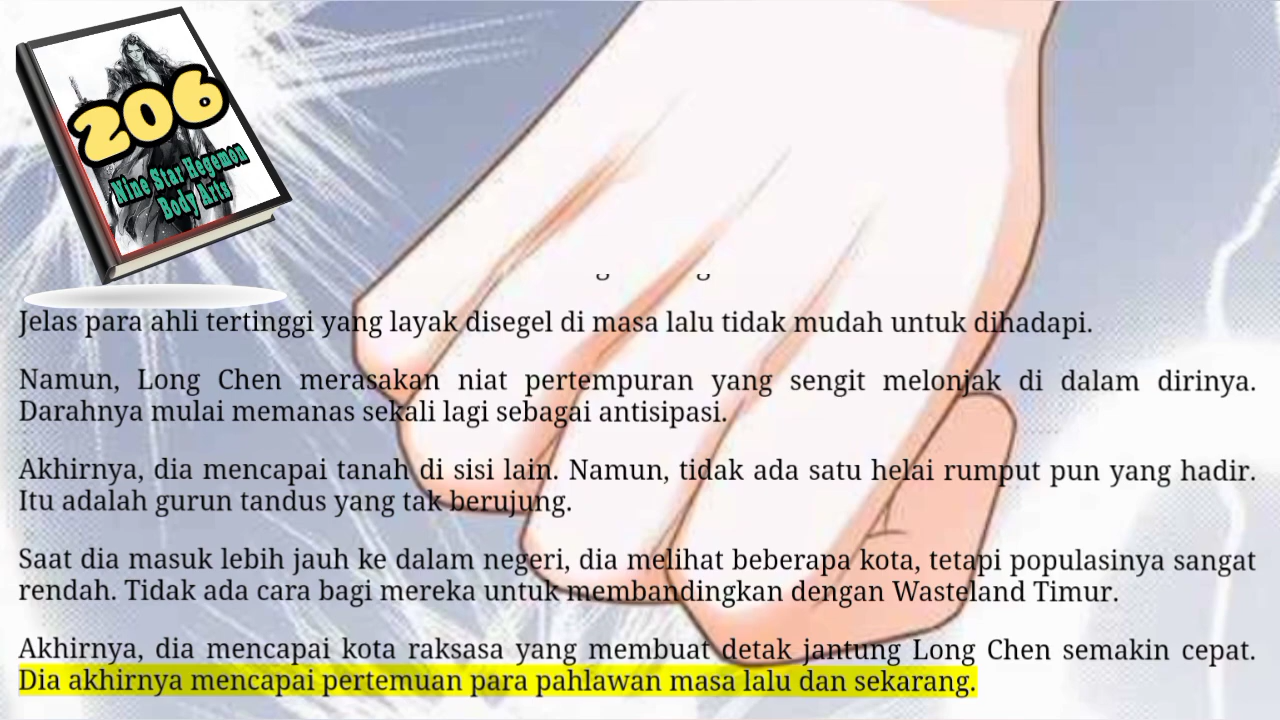 206
Nine Star Hegemon
Body Arts
Jelas para ahli tertinggi yang layak disegel di masa lalu tidak mudah untuk dihadapi.
Namun, Long Chen merasakan niat pertempuran yang sengit melonjak di dalam dirinya.
Darahnya mulai memanas sekali lagi sebagai antisipasi.
Akhirnya, dia mencapai tanah di sisi lain. Namun, tidak ada satu helai rumput pun yang hadir.
Itu adalah gurun tandus yang tak berujung.
Saat dia masuk lebih jauh ke dalam negeri, dia melihat beberapa kota, tetapi populasinya sangat
rendah. Tidak ada cara bagi mereka untuk membandingkan dengan Wasteland Timur.
Akhirnya, dia mencapai kota raksasa yang membuat detak jantung Long Chen semakin cepat.
Dia akhirnya mencapai pertemuan para pahlawan masa lalu dan sekarang.